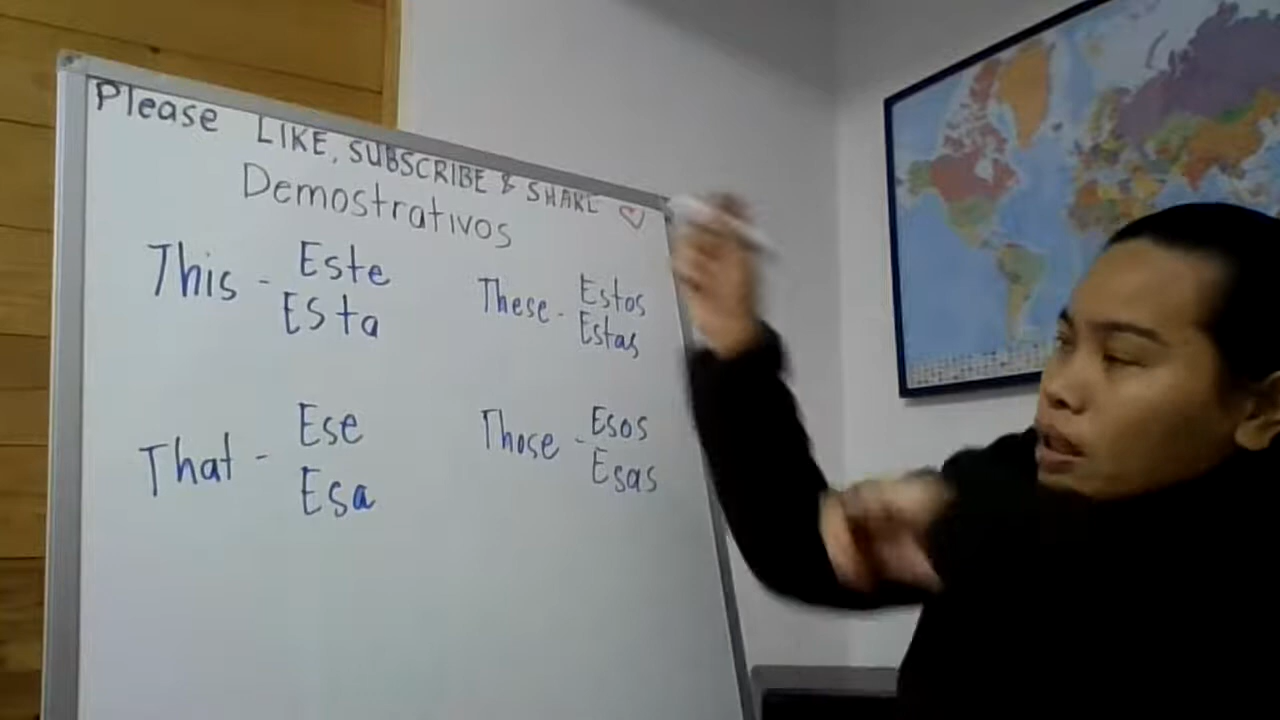 Please LIKE, SUBSCRIBE & SHARE ♡
Demostrativos
This - Este
Esta
These - Estos
Estas
That - Ese
Esa
Those - Esos
Esas